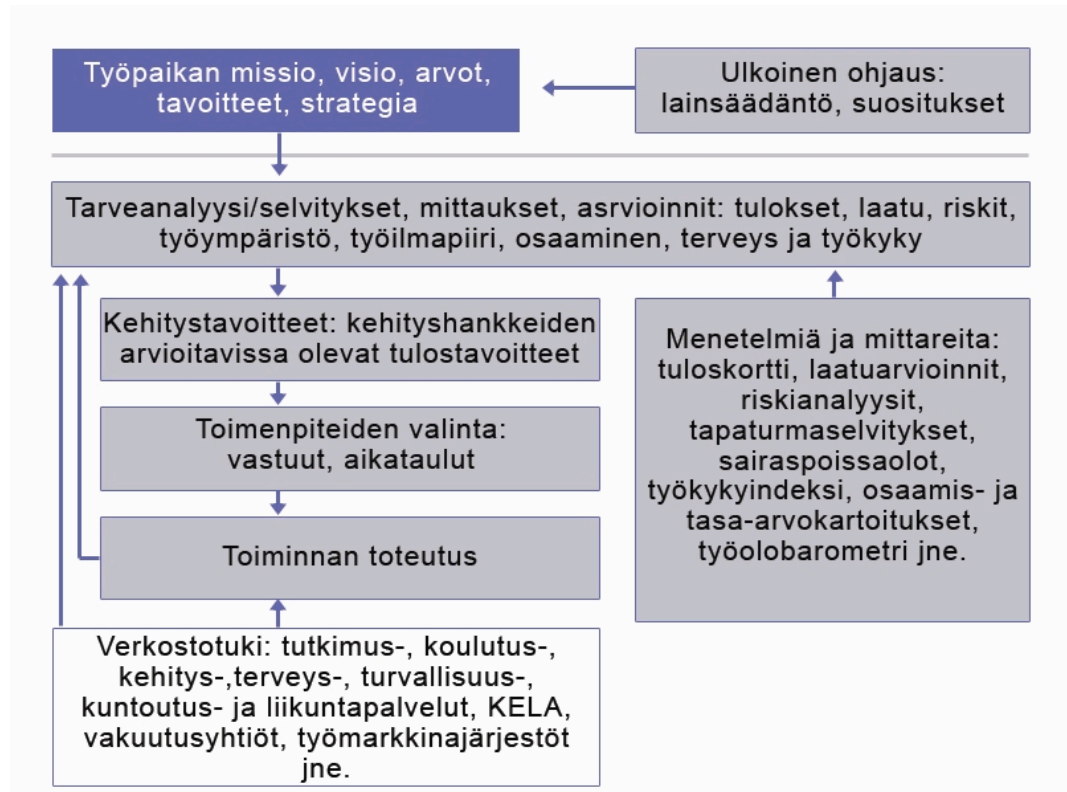 Työpaikan missio, visio, arvot,
tavoitteet, strategia
Ulkoinen ohjaus:
lainsäädäntö, suositukset
Tarveanalyysi/selvitykset, mittaukset, asrvioinnit: tulokset, laatu, riskit,
työympäristö, työilmapiiri, osaaminen, terveys ja työkyky
Kehitystavoitteet: kehityshankkeiden
arvioitavissa olevat tulostavoitteet
Toimenpiteiden valinta:
vastuut, aikataulut
Toiminnan toteutus
Verkostotuki: tutkimus-, koulutus-,
kehitys-,terveys-, turvallisuus-,
kuntoutus- ja liikuntapalvelut, KELA,
vakuutusyhtiöt, työmarkkinajärjestöt
jne.
Menetelmiä ja mittareita:
tuloskortti, laatuarvioinnit,
riskianalyysit,
tapaturmaselvitykset,
sairaspoissaolot,
työkykyindeksi, osaamis- ja
tasa-arvokartoitukset,
työolobarometri jne.